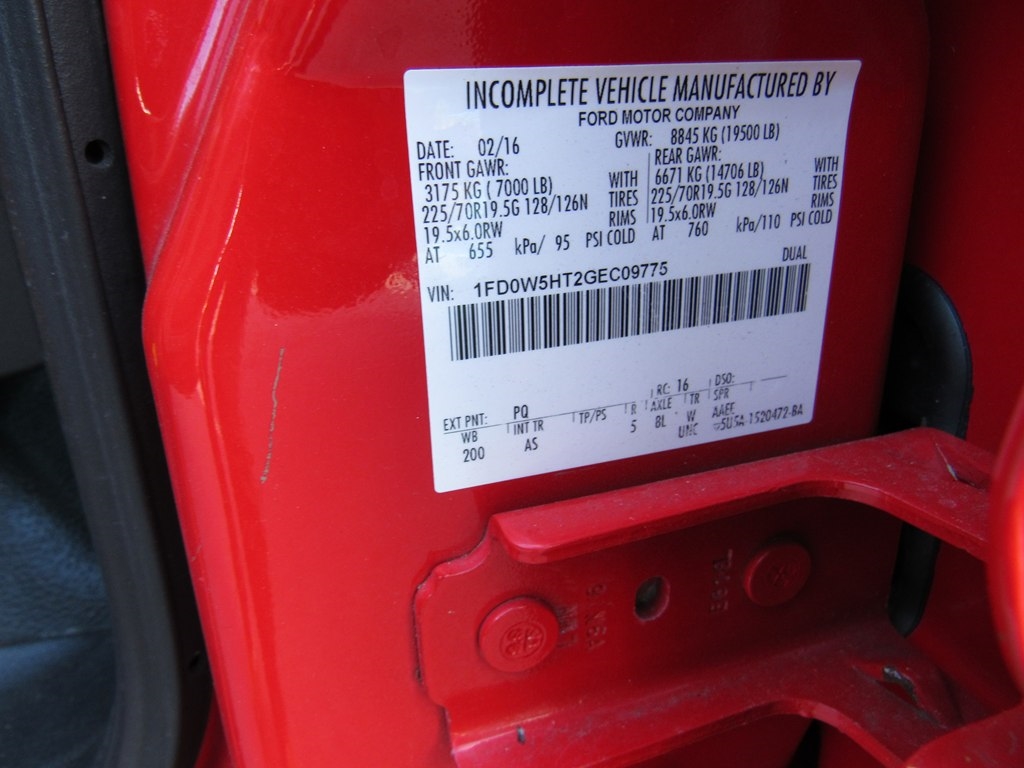 INCOMPLETE VEHICLE MANUFACTURED BY
FORD MOTOR COMPANY
DATE: 02/16 GVWR: 8845 KG (19500 LB)
FRONT GAWR: REAR GAWR:
3175 KG ( 7000 LB) WITH 6671 KG (14706 LB) WITH
225/70R19.5G 128/126N TIRES 225/70R19.5G 128/126N TIRES
19.5x6.0RW RIMS 19.5x6.0RW RIMS
AT 655 kPa/ 95 PSI COLD AT 760 kPa/110 PSI COLD
DUAL
VIN: 1FD0W5HT2GEC09775
EXT PNT: PQ RC: 16 DSO:
WB INT TR TP/PS R AXLE TR SPR
200 AS 5 BL W AAEE
UNC 5U5A-1520472-BA